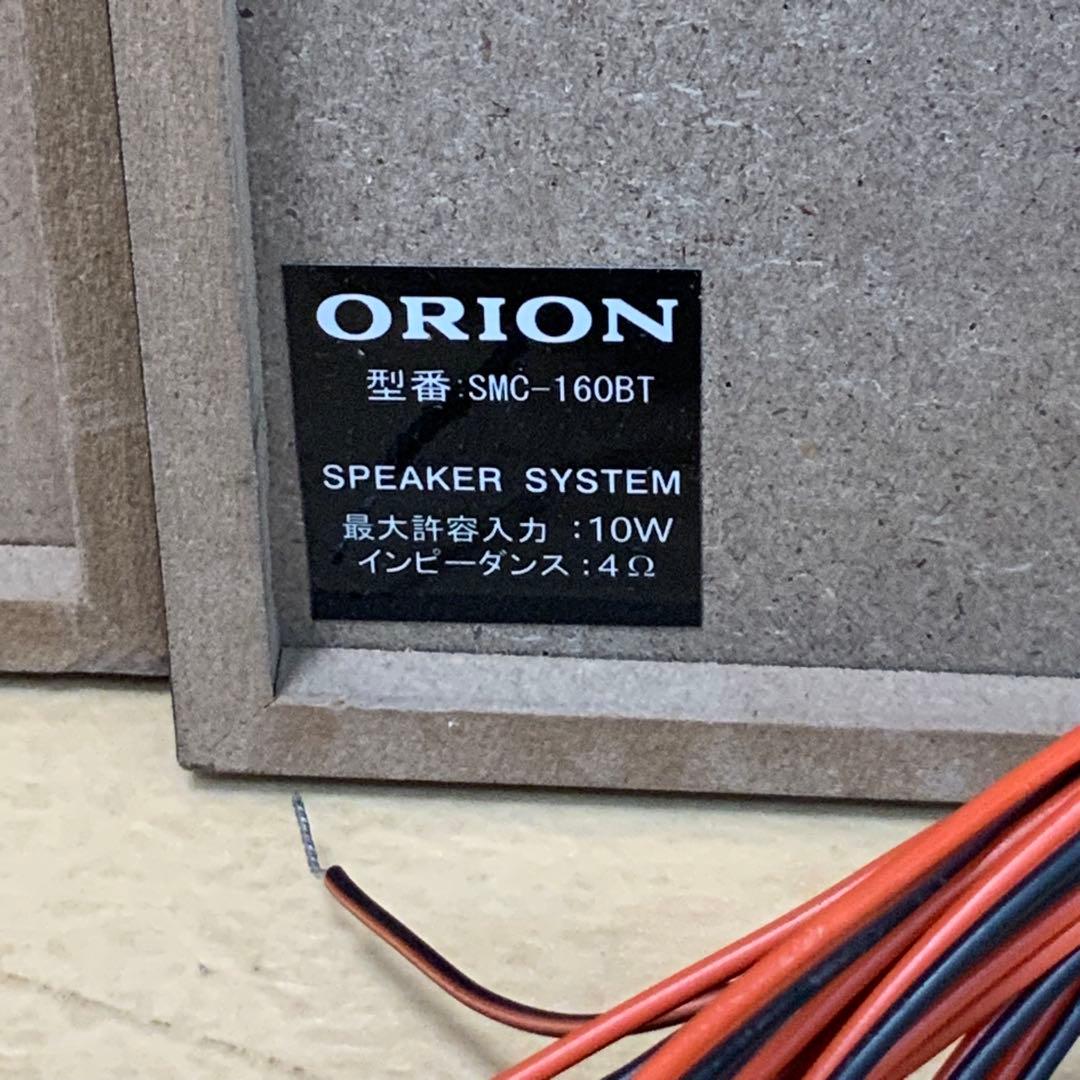 ORION
型番:SMC-160BT
SPEAKER SYSTEM
最大許容入力 :10W
インピーダンス:4Ω